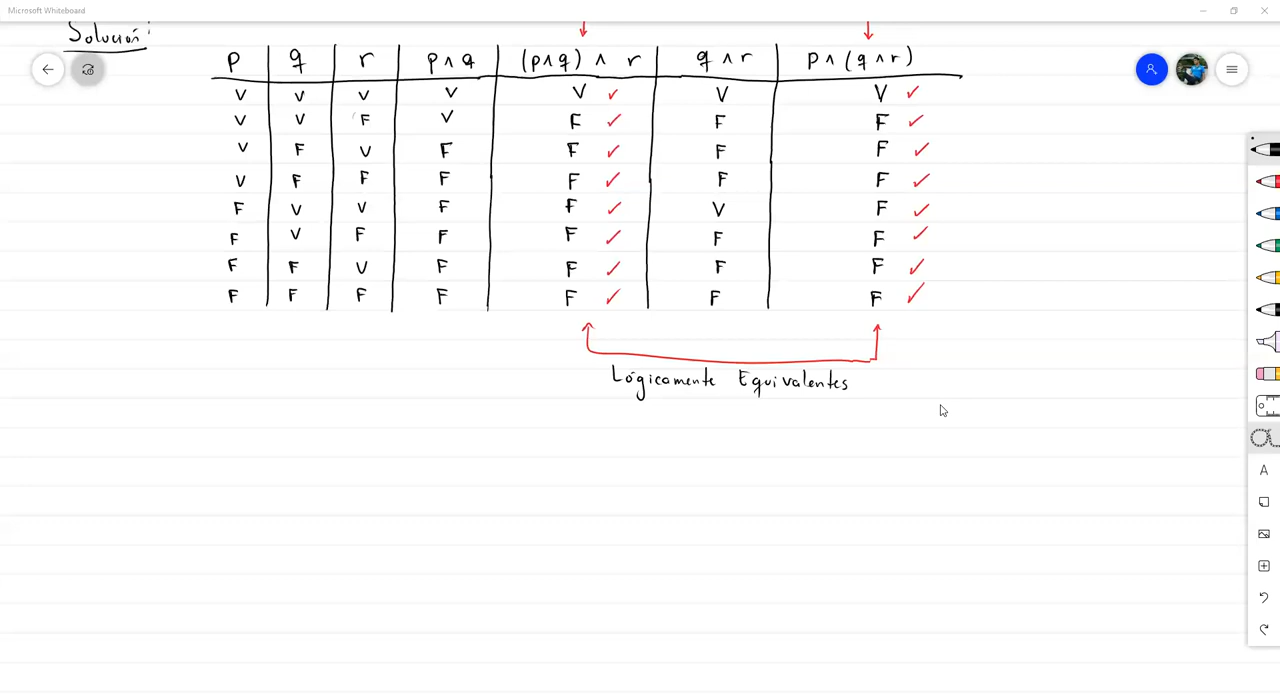 Microsoft Whiteboard
Solución:
p q r p ∧ q (p ∧ q) ∧ r q ∧ r p ∧ (q ∧ r)
V V V V V ✓ V V ✓
V V F V F ✓ F F ✓
V F V F F ✓ F F ✓
V F F F F ✓ F F ✓
F V V F F ✓ V F ✓
F V F F F ✓ F F ✓
F F V F F ✓ F F ✓
F F F F F ✓ F F ✓
Lógicamente Equivalentes
A